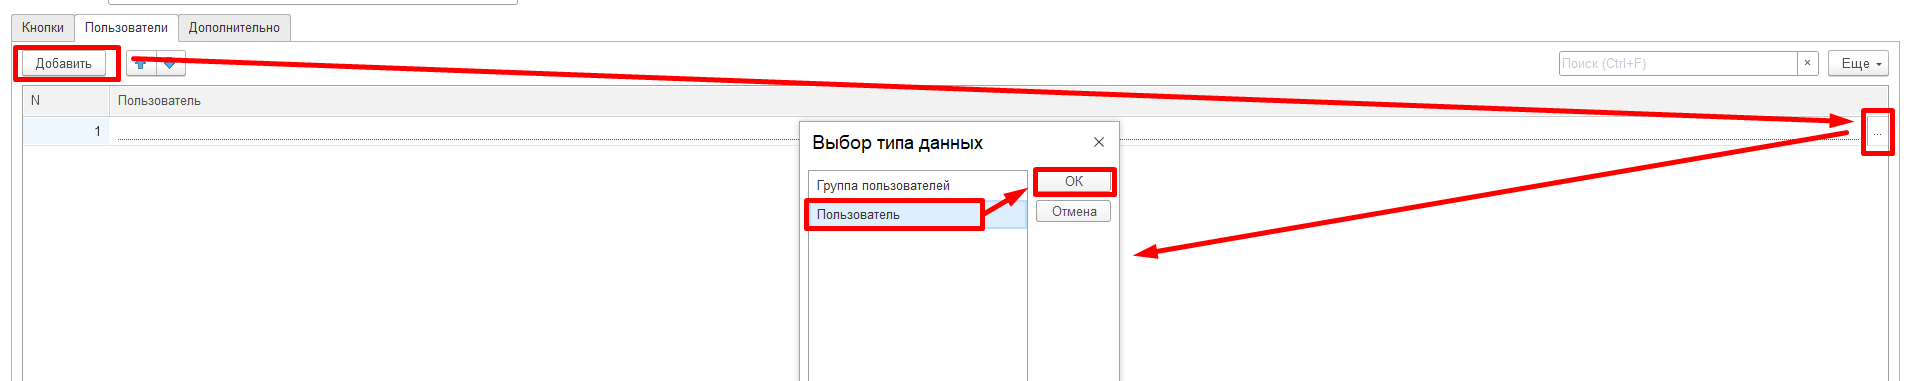 Кнопки Пользователи Дополнительно
Добавить Поиск (Ctrl+F) × Еще
N Пользователь
1 ...
Выбор типа данных
Группа пользователей OK
Пользователь Отмена